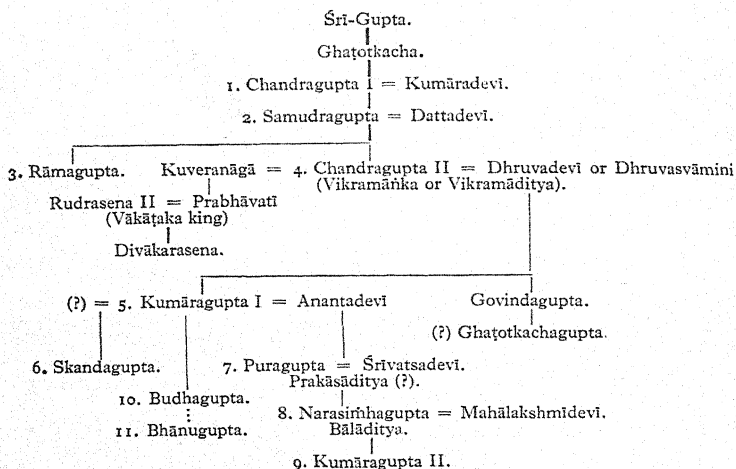 Śrī-Gupta.
Ghaṭotkacha.
1. Chandragupta I = Kumāradevī.
2. Samudragupta = Dattadevī.
3. Rāmagupta. Kuveranāgā = 4. Chandragupta II = Dhruvadevī or Dhruvasvāmini
(Vikramāṅka or Vikramāditya).
Rudrasena II = Prabhāvatī
(Vākāṭaka king)
Divākarasena.
(?) = 5. Kumāragupta I = Anantadevī Govindagupta.
(?) Ghaṭotkachagupta.
6. Skandagupta. 7. Puragupta = Śrīvatsadevī.
Prakāsāditya (?).
10. Budhagupta.
8. Narasiṁhagupta = Mahālakshmīdevī.
11. Bhānugupta. Bālāditya.
9. Kumāragupta II.